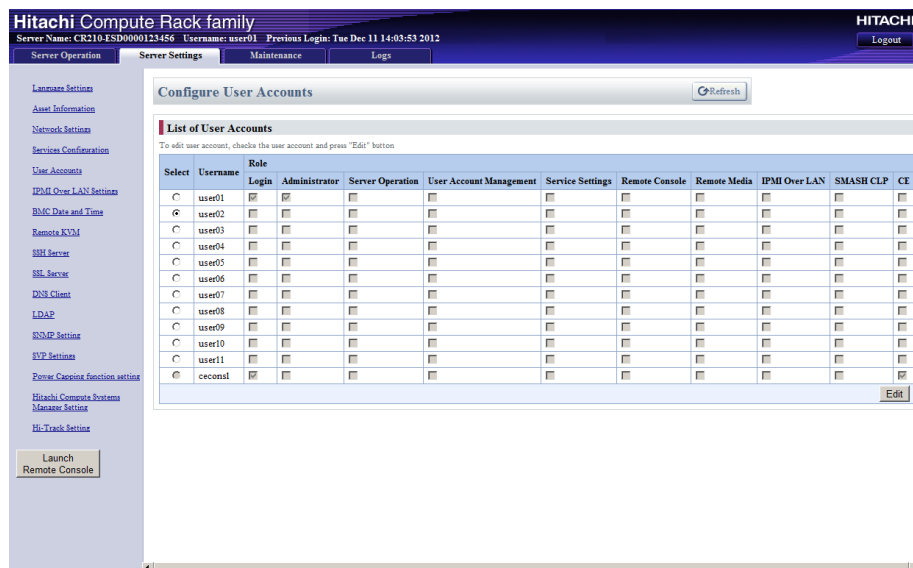 Hitachi Compute Rack family
HITACHI
Server Name: CR210-ESD0000123456 Username: user01 Previous Login: Tue Dec 11 14:03:53 2012
Logout
Server Operation Server Settings Maintenance Logs
Language Settings
Asset Information
Network Settings
Services Configuration
User Accounts
IPMI Over LAN Settings
BMC Date and Time
Remote KVM
SSH Server
SSL Server
DNS Client
LDAP
SNMP Setting
SVP Settings
Power Capping function setting
Hitachi Compute Systems
Manager Setting
Hi-Track Setting
Launch
Remote Console
Configure User Accounts
Refresh
List of User Accounts
To edit user account, checks the user account and press "Edit" button
Select Username Role
Login Administrator Server Operation User Account Management Service Settings Remote Console Remote Media IPMI Over LAN SMASH CLP CE
user01
user02
user03
user04
user05
user06
user07
user08
user09
user10
user11
ceconsl
Edit